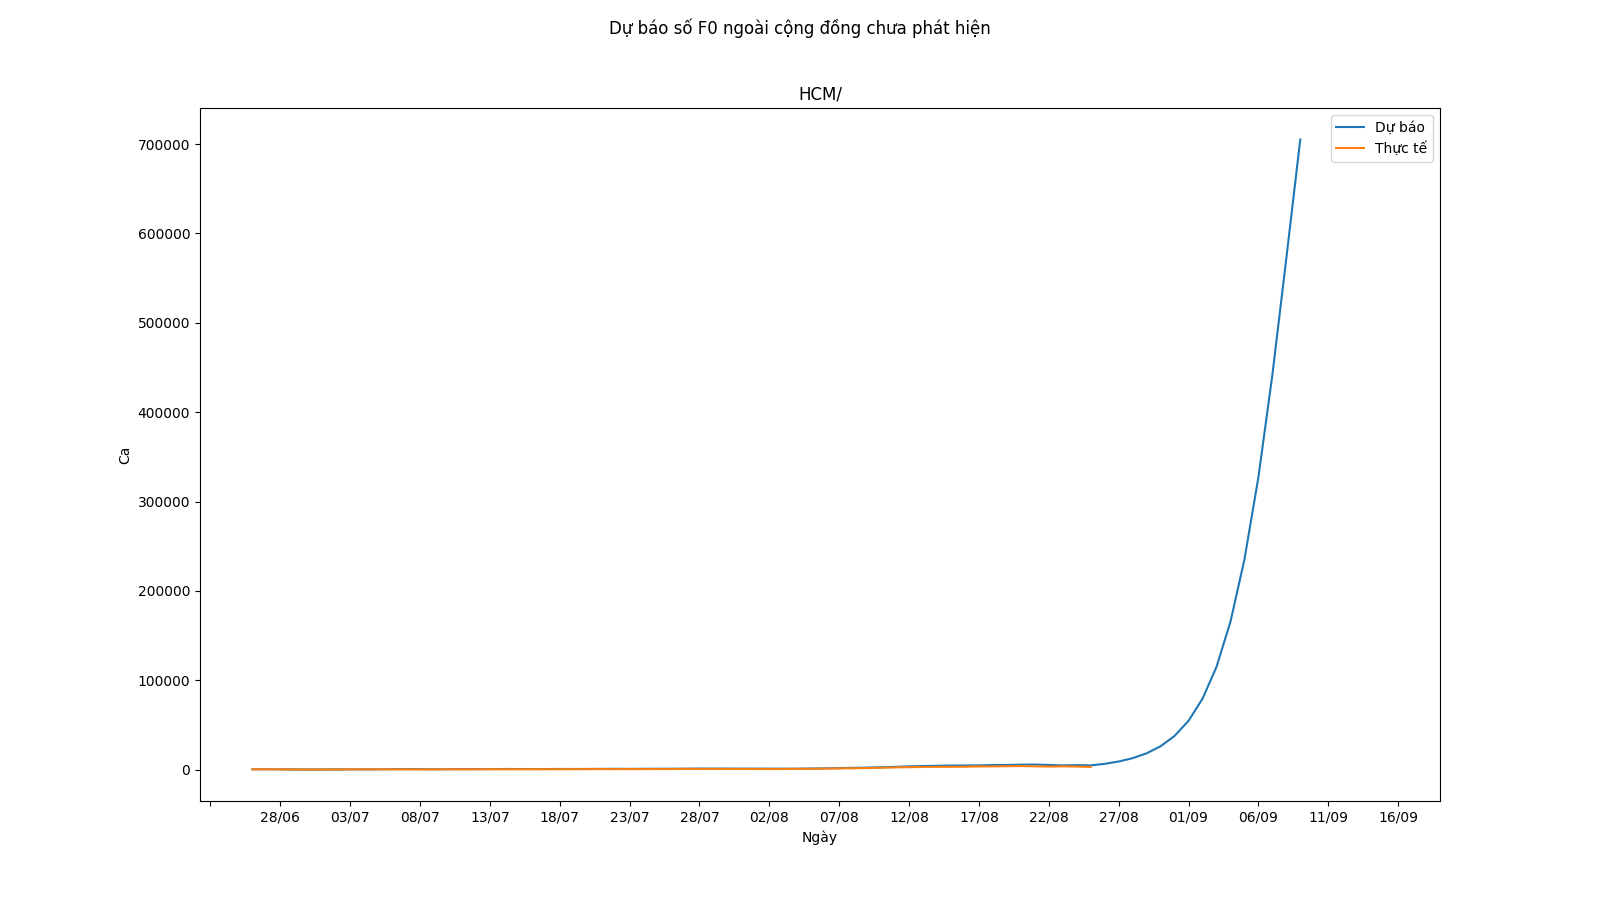 Dự báo số F0 ngoài cộng đồng chưa phát hiện
HCM/
Dự báo
Thực tế
700000
600000
500000
400000
300000
200000
100000
0
Ca
28/06 03/07 08/07 13/07 18/07 23/07 28/07 02/08 07/08 12/08 17/08 22/08 27/08 01/09 06/09 11/09 16/09
Ngày